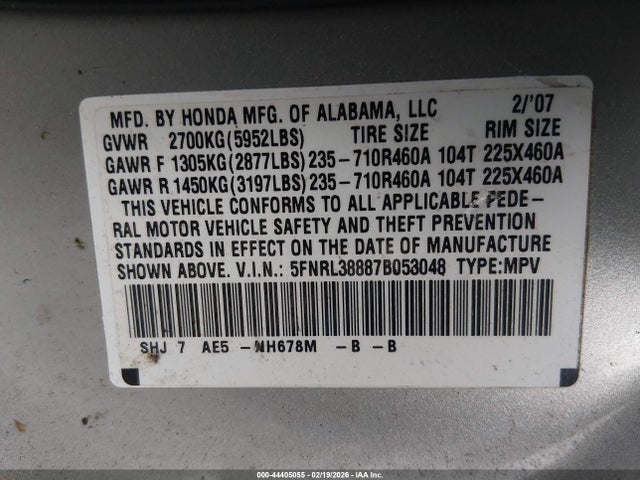 MFD. BY HONDA MFG. OF ALABAMA, LLC 2/'07
GVWR 2700KG(5952LBS) TIRE SIZE RIM SIZE
GAWR F 1305KG(2877LBS) 235-710R460A 104T 225X460A
GAWR R 1450KG(3197LBS) 235-710R460A 104T 225X460A
THIS VEHICLE CONFORMS TO ALL APPLICABLE FEDE-
RAL MOTOR VEHICLE SAFETY AND THEFT PREVENTION
STANDARDS IN EFFECT ON THE DATE OF MANUFACTURE
SHOWN ABOVE. V.I.N.: 5FNRL38887B053048 TYPE:MPV
SHJ 7 AE5 -NH678M -B -B
000-44405055 - 02/19/2026 - IAA Inc.